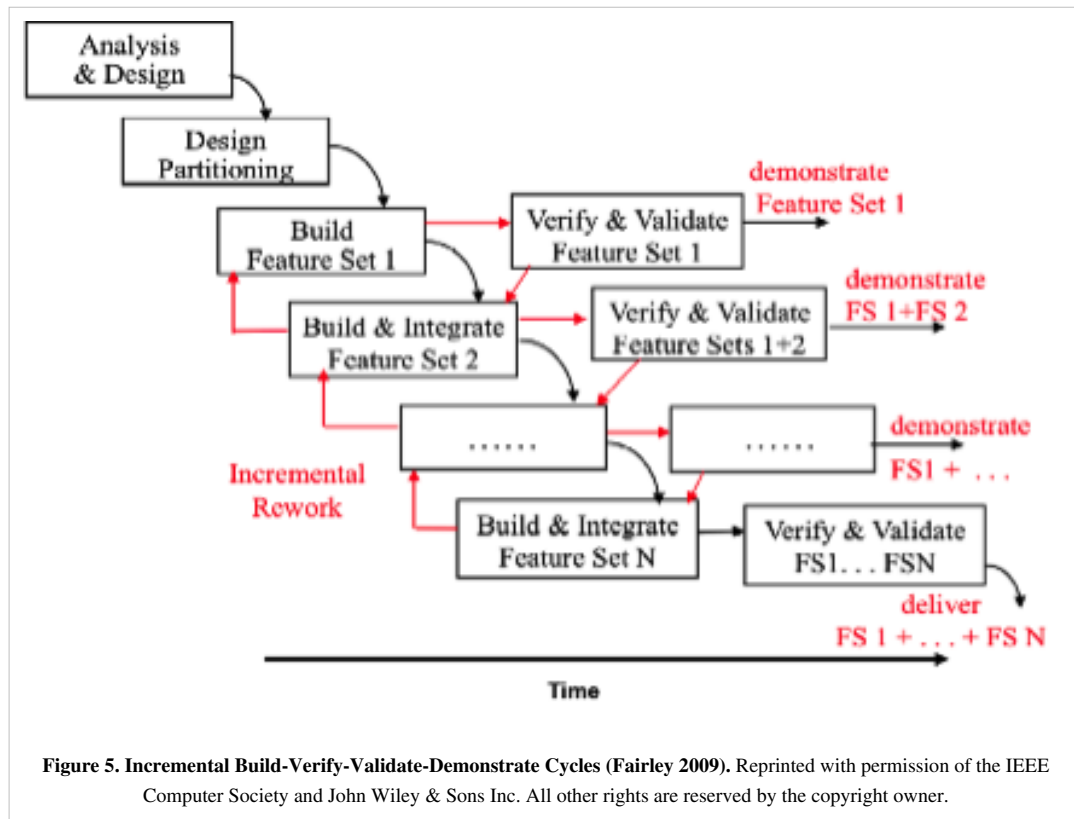 Analysis
& Design
Design
Partitioning
demonstrate
Feature Set 1
Build
Feature Set 1
Verify & Validate
Feature Set 1
demonstrate
FS 1+FS 2
Build & Integrate
Feature Set 2
Verify & Validate
Feature Sets 1+2
......
......
demonstrate
FS1 + . . .
Incremental
Rework
Build & Integrate
Feature Set N
Verify & Validate
FS1. . . FSN
deliver
FS 1 + . . . + FS N
Time
Figure 5. Incremental Build-Verify-Validate-Demonstrate Cycles (Fairley 2009). Reprinted with permission of the IEEE
Computer Society and John Wiley & Sons Inc. All other rights are reserved by the copyright owner.